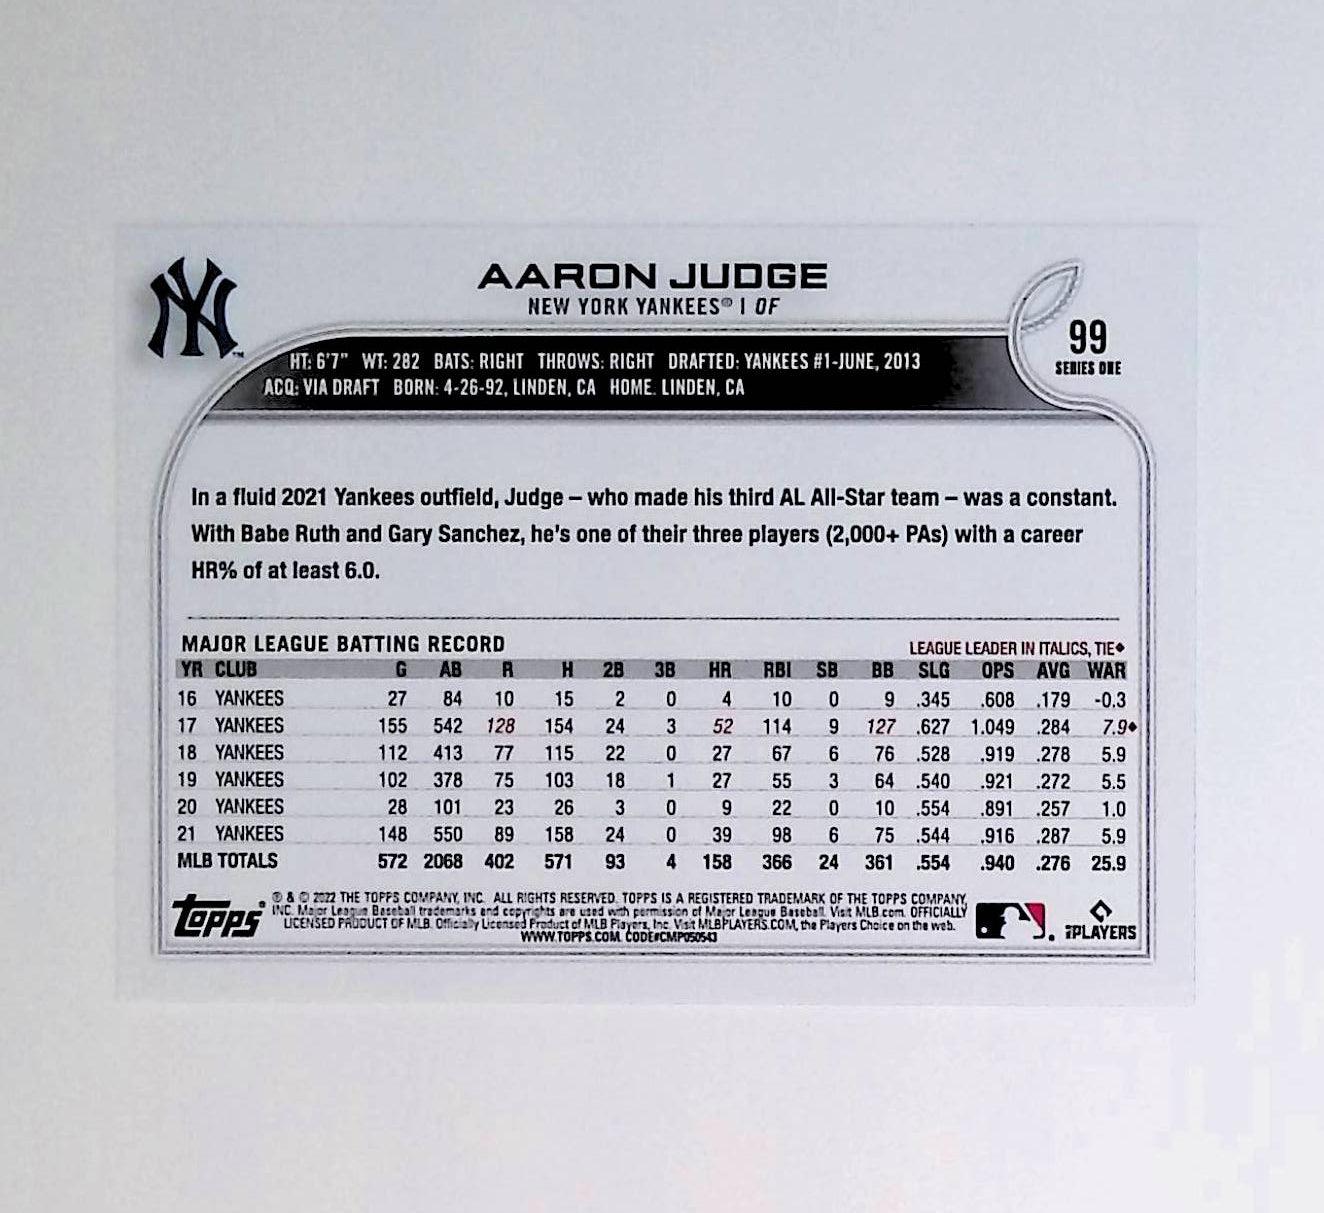 NY
AARON JUDGE
NEW YORK YANKEES® | OF
99
SERIES ONE
HT: 6'7" WT: 282 BATS: RIGHT THROWS: RIGHT DRAFTED: YANKEES #1-JUNE, 2013
ACQ: VIA DRAFT BORN: 4-26-92, LINDEN, CA HOME. LINDEN, CA
In a fluid 2021 Yankees outfield, Judge – who made his third AL All-Star team – was a constant.
With Babe Ruth and Gary Sanchez, he's one of their three players (2,000+ PAs) with a career
HR% of at least 6.0.
MAJOR LEAGUE BATTING RECORD LEAGUE LEADER IN ITALICS, TIE♦
YR CLUB G AB R H 2B 3B HR RBI SB BB SLG OPS AVG WAR
16 YANKEES 27 84 10 15 2 0 4 10 0 9 .345 .608 .179 -0.3
17 YANKEES 155 542 128 154 24 3 52 114 9 127 .627 1.049 .284 7.9♦
18 YANKEES 112 413 77 115 22 0 27 67 6 76 .528 .919 .278 5.9
19 YANKEES 102 378 75 103 18 1 27 55 3 64 .540 .921 .272 5.5
20 YANKEES 28 101 23 26 3 0 9 22 0 10 .554 .891 .257 1.0
21 YANKEES 148 550 89 158 24 0 39 98 6 75 .544 .916 .287 5.9
MLB TOTALS 572 2068 402 571 93 4 158 366 24 361 .554 .940 .276 25.9
topps®
® & © 2022 THE TOPPS COMPANY, INC. ALL RIGHTS RESERVED. TOPPS IS A REGISTERED TRADEMARK OF THE TOPPS COMPANY,
INC. Major League Baseball trademarks and copyrights are used with permission of Major League Baseball. Visit MLB.com. OFFICIALLY
LICENSED PRODUCT OF MLB. Officially Licensed Product of MLB Players, Inc. Visit MLBPLAYERS.COM, the Players Choice on the web.
WWW.TOPPS.COM. CODE#CMP050543
PLAYERS